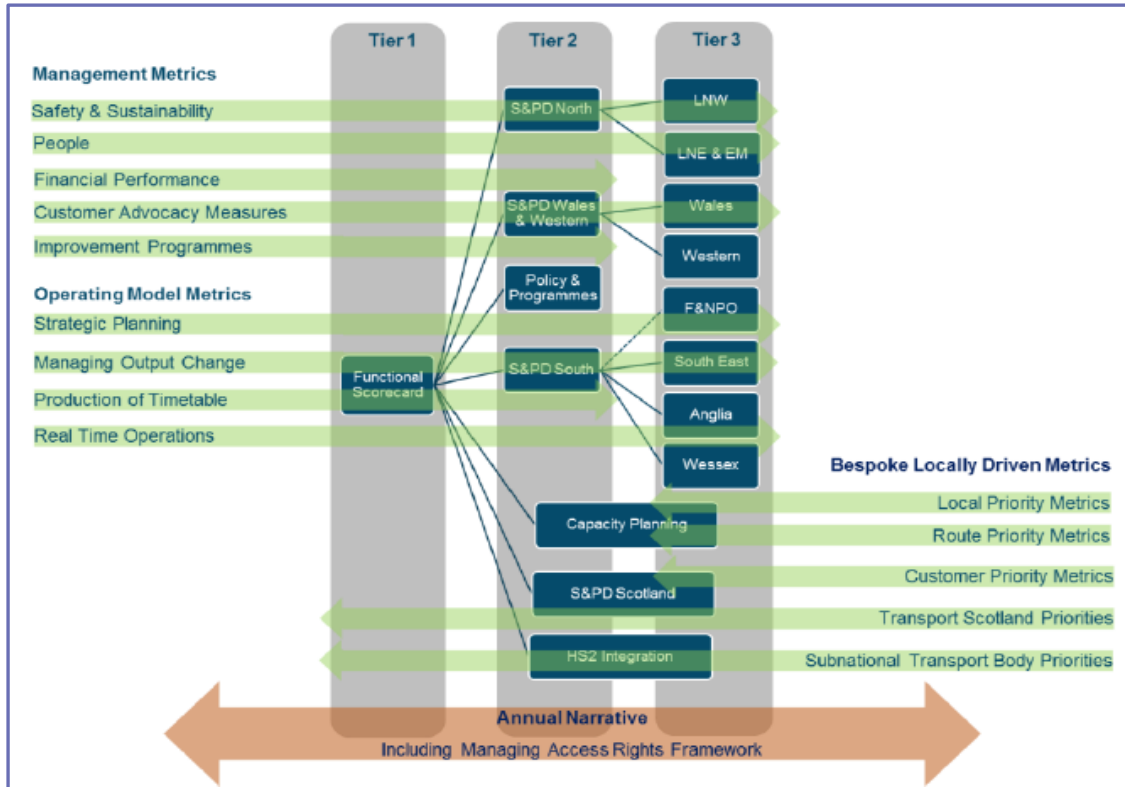 Tier 1
Tier 2
Tier 3
Management Metrics
Safety & Sustainability
People
Financial Performance
Customer Advocacy Measures
Improvement Programmes
Operating Model Metrics
Strategic Planning
Managing Output Change
Production of Timetable
Real Time Operations
Functional
Scorecard
S&PD North
S&PD Wales
& Western
Policy &
Programmes
S&PD South
LNW
LNE & EM
Wales
Western
F&NPO
South East
Anglia
Wessex
Capacity Planning
S&PD Scotland
HS2 Integration
Bespoke Locally Driven Metrics
Local Priority Metrics
Route Priority Metrics
Customer Priority Metrics
Transport Scotland Priorities
Subnational Transport Body Priorities
Annual Narrative
Including Managing Access Rights Framework